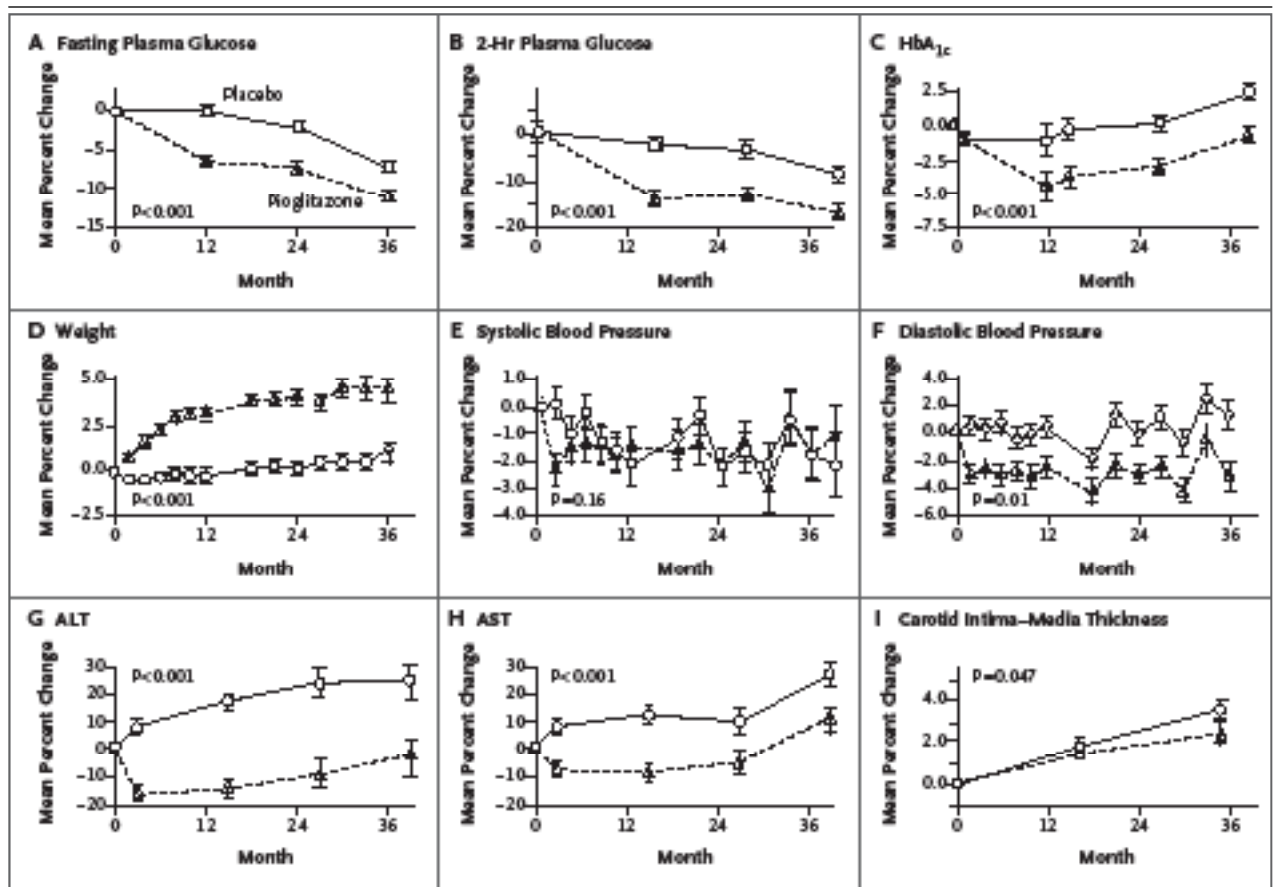 A Fasting Plasma Glucose
Mean Percent Change
0
−5
−10
−15
Placebo
Pioglitazone
P<0.001
0 12 24 36
Month
B 2-Hr Plasma Glucose
Mean Percent Change
0
−10
−20
P<0.001
0 12 24 36
Month
C HbA1c
Mean Percent Change
2.5
0.0
−2.5
−5.0
−7.5
P<0.001
0 12 24 36
Month
D Weight
Mean Percent Change
5.0
2.5
0.0
−2.5
P<0.001
0 12 24 36
Month
E Systolic Blood Pressure
Mean Percent Change
1.0
0.0
−1.0
−2.0
−3.0
−4.0
P=0.16
0 12 24 36
Month
F Diastolic Blood Pressure
Mean Percent Change
4.0
2.0
0.0
−2.0
−4.0
−6.0
P=0.01
0 12 24 36
Month
G ALT
Mean Percent Change
30
20
10
0
−10
−20
P<0.001
0 12 24 36
Month
H AST
Mean Percent Change
30
20
10
0
−10
−20
P<0.001
0 12 24 36
Month
I Carotid Intima–Media Thickness
Mean Percent Change
4.0
2.0
0.0
P=0.047
0 12 24 36
Month